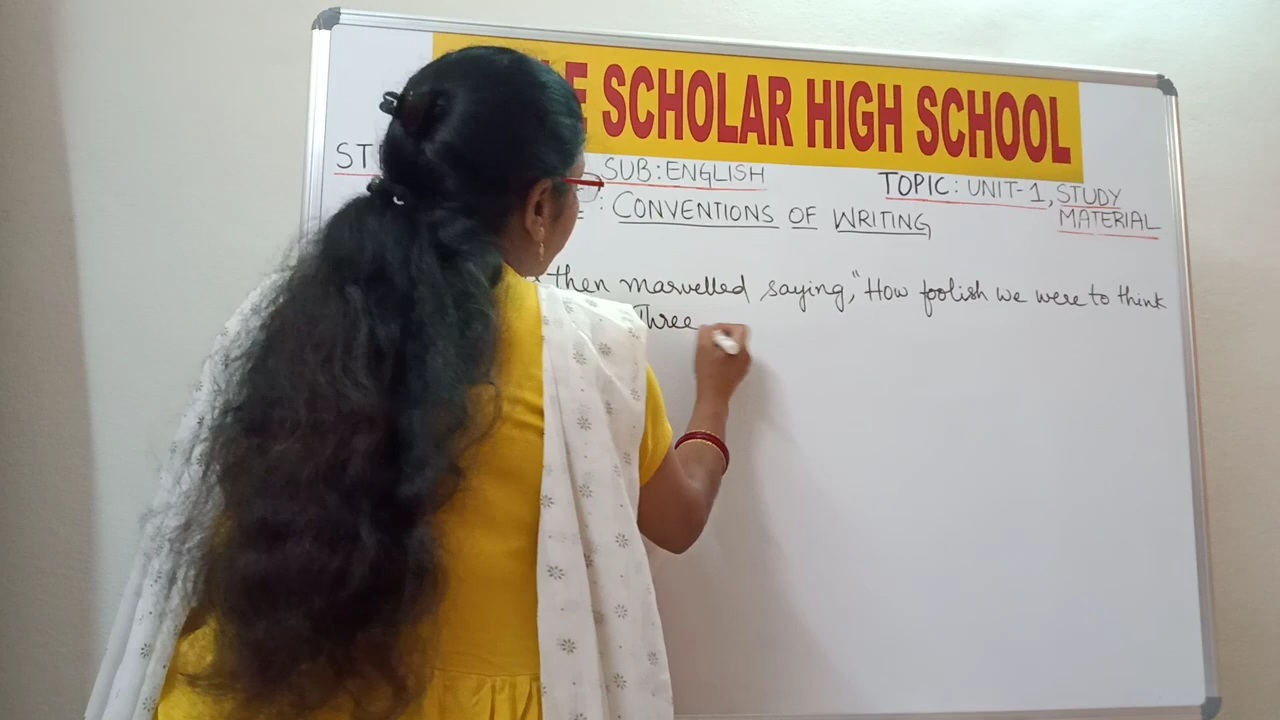 SCHOLAR HIGH SCHOOL
SUB: ENGLISH TOPIC: UNIT-1, STUDY MATERIAL
: CONVENTIONS OF WRITING,
then marvelled saying, "How foolish we were to think
Three